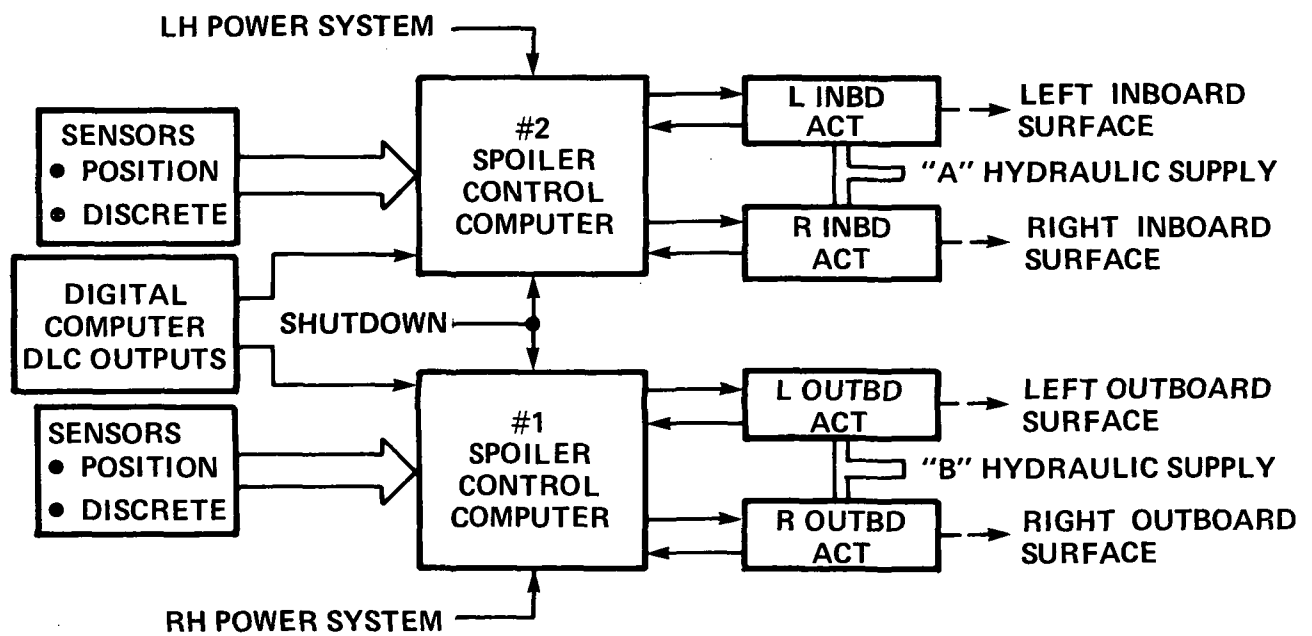 LH POWER SYSTEM
SENSORS
• POSITION
• DISCRETE
#2
SPOILER
CONTROL
COMPUTER
L INBD
ACT
LEFT INBOARD
SURFACE
"A" HYDRAULIC SUPPLY
R INBD
ACT
RIGHT INBOARD
SURFACE
DIGITAL
COMPUTER
DLC OUTPUTS
SHUTDOWN
SENSORS
• POSITION
• DISCRETE
#1
SPOILER
CONTROL
COMPUTER
L OUTBD
ACT
LEFT OUTBOARD
SURFACE
"B" HYDRAULIC SUPPLY
R OUTBD
ACT
RIGHT OUTBOARD
SURFACE
RH POWER SYSTEM